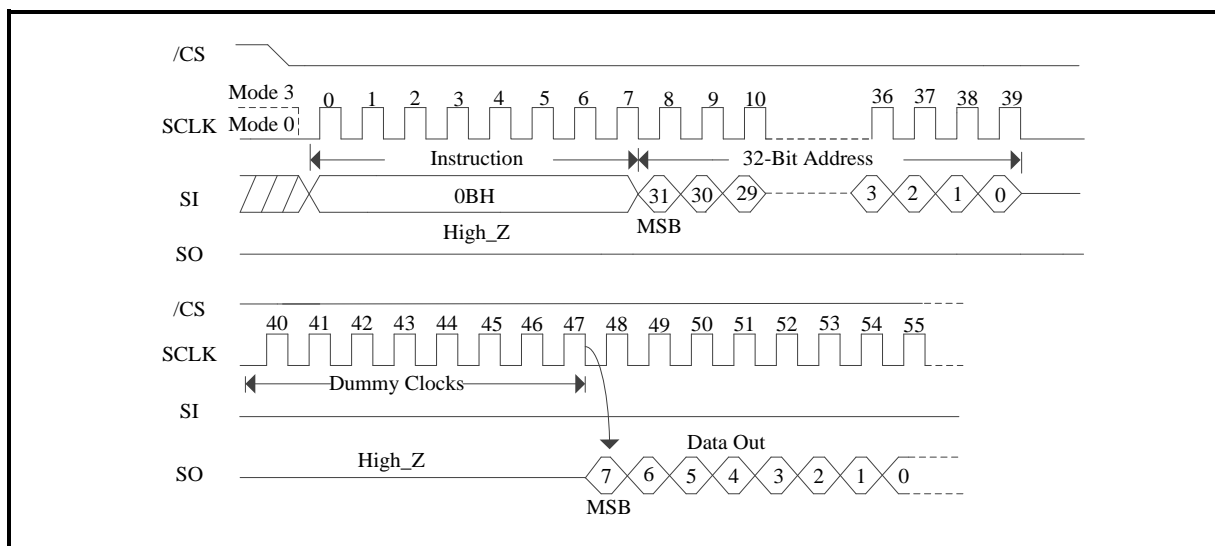 /CS
Mode 3
0 1 2 3 4 5 6 7 8 9 10 36 37 38 39
SCLK
Mode 0
Instruction 32-Bit Address
SI 0BH 31 30 29 3 2 1 0
High_Z MSB
SO
/CS
40 41 42 43 44 45 46 47 48 49 50 51 52 53 54 55
SCLK
Dummy Clocks
SI
High_Z Data Out
SO 7 6 5 4 3 2 1 0
MSB